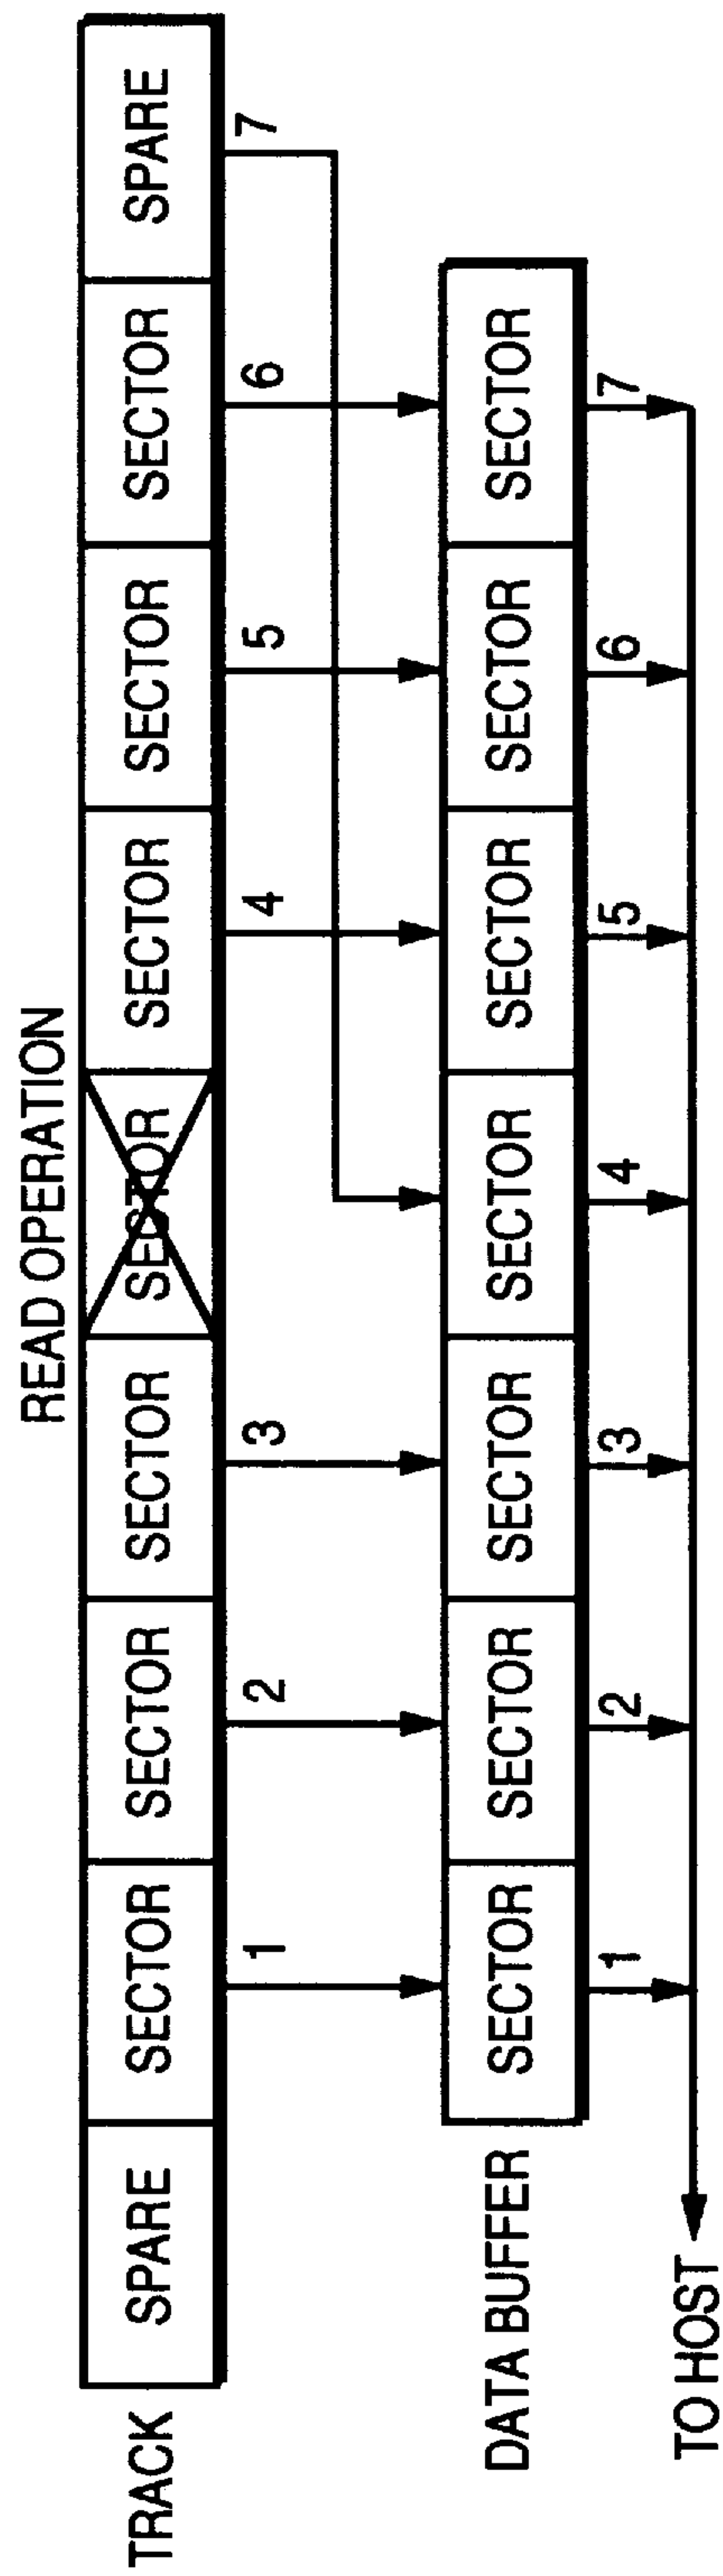 READ OPERATION
TRACK SPARE SECTOR SECTOR SECTOR SECTOR SECTOR SECTOR SECTOR SPARE
1 2 3 4 5 6 7
DATA BUFFER SECTOR SECTOR SECTOR SECTOR SECTOR SECTOR SECTOR
1 2 3 4 5 6 7
TO HOST